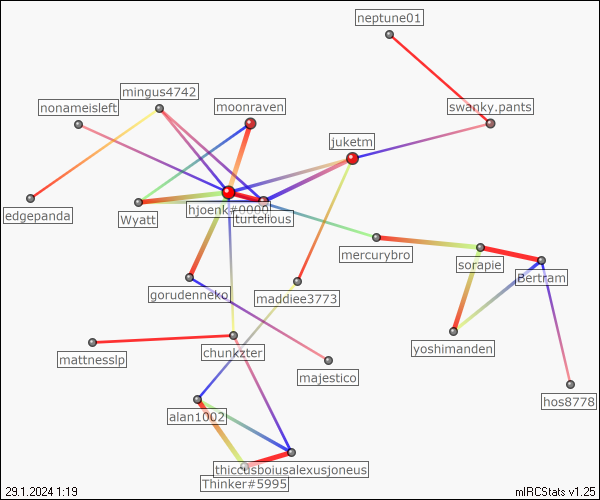 neptune01
mingus4742
nonameisleft
moonraven
swanky.pants
juketm
edgepanda
Wyatt
hjoenk#0000
turtelious
mercurybro
sorapie
Bertram
gorudenneko
maddiee3773
yoshimanden
mattnesslp
chunkzter
majestico
hos8778
alan1002
thiccusboiusalexusjoneus
Thinker#5995
29.1.2024 1:19
mIRCStats v1.25